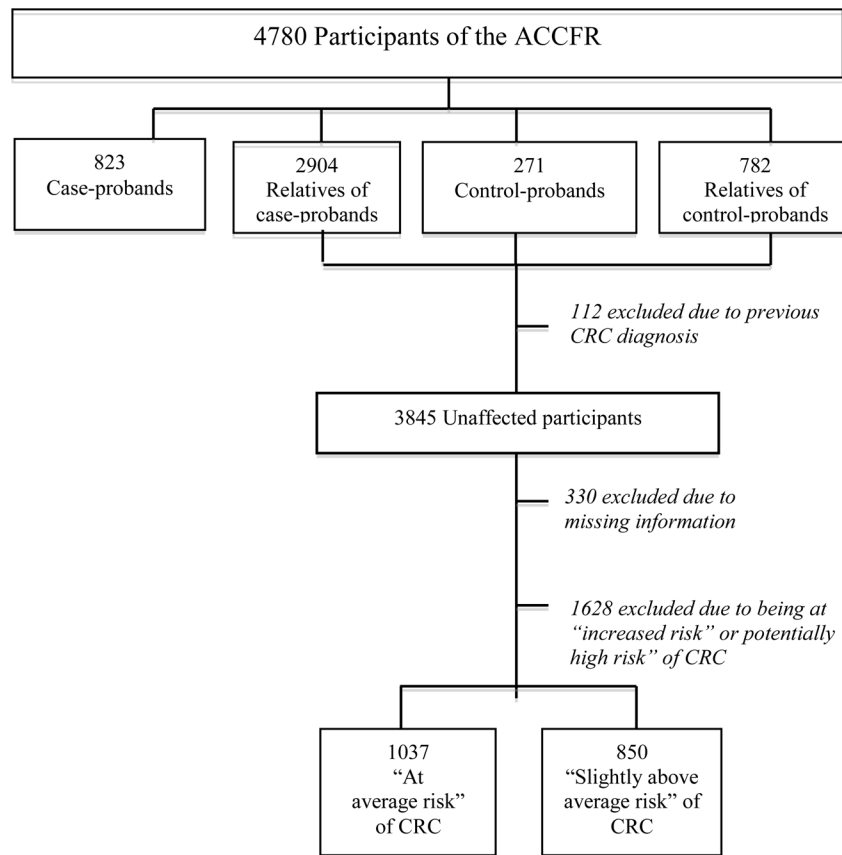 4780 Participants of the ACCFR
823
Case-probands
2904
Relatives of
case-probands
271
Control-probands
782
Relatives of
control-probands
112 excluded due to previous
CRC diagnosis
3845 Unaffected participants
330 excluded due to
missing information
1628 excluded due to being at
“increased risk” or potentially
high risk” of CRC
1037
“At
average risk”
of CRC
850
“Slightly above
average risk” of
CRC